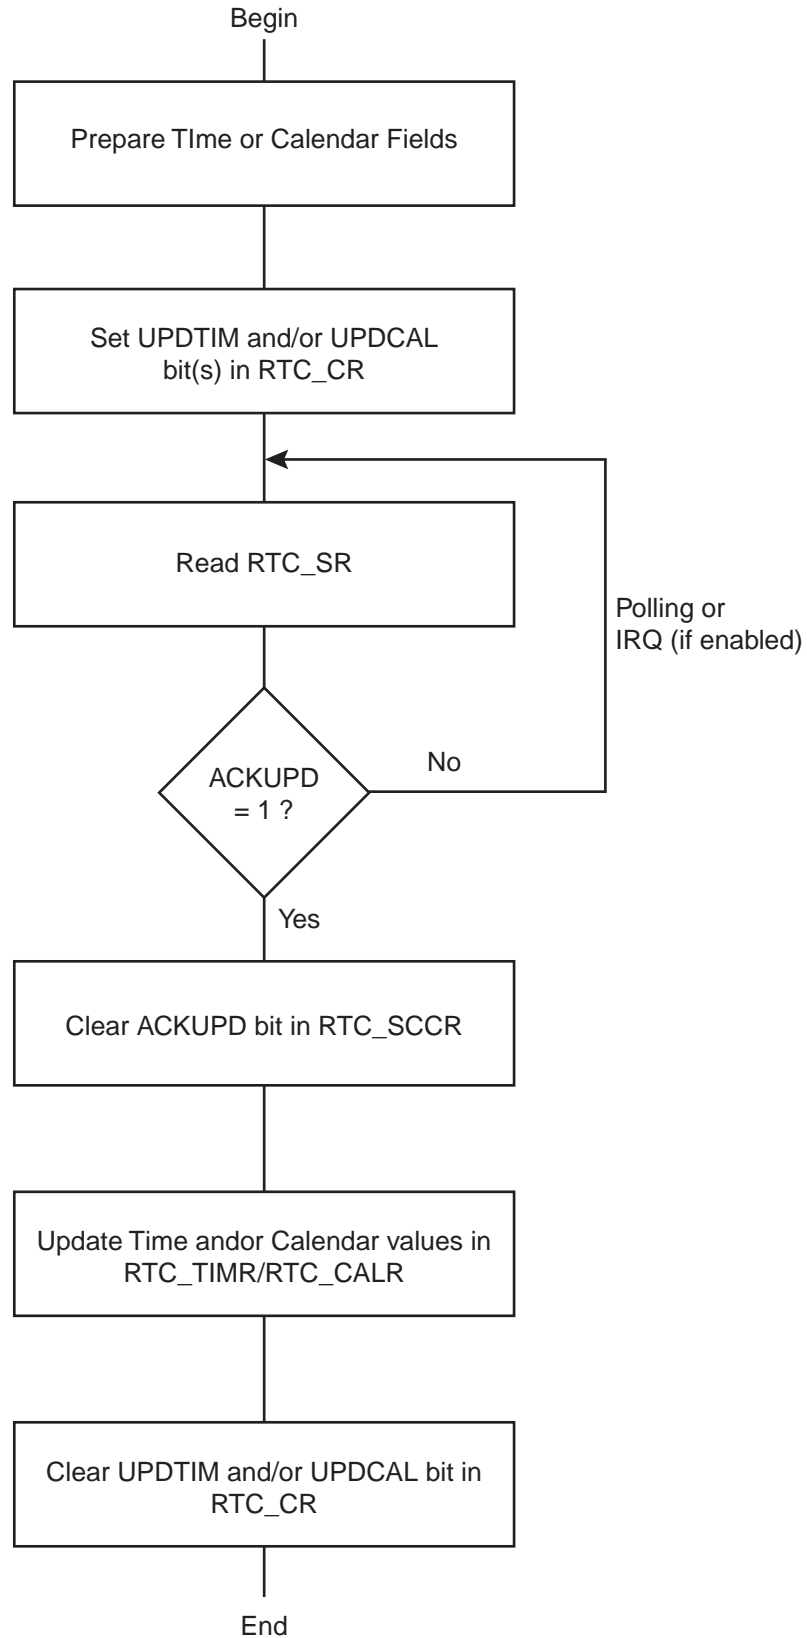 Begin
Prepare TIme or Calendar Fields
Set UPDTIM and/or UPDCAL
bit(s) in RTC_CR
Read RTC_SR
Polling or
IRQ (if enabled)
ACKUPD
= 1 ?
No
Yes
Clear ACKUPD bit in RTC_SCCR
Update Time andor Calendar values in
RTC_TIMR/RTC_CALR
Clear UPDTIM and/or UPDCAL bit in
RTC_CR
End